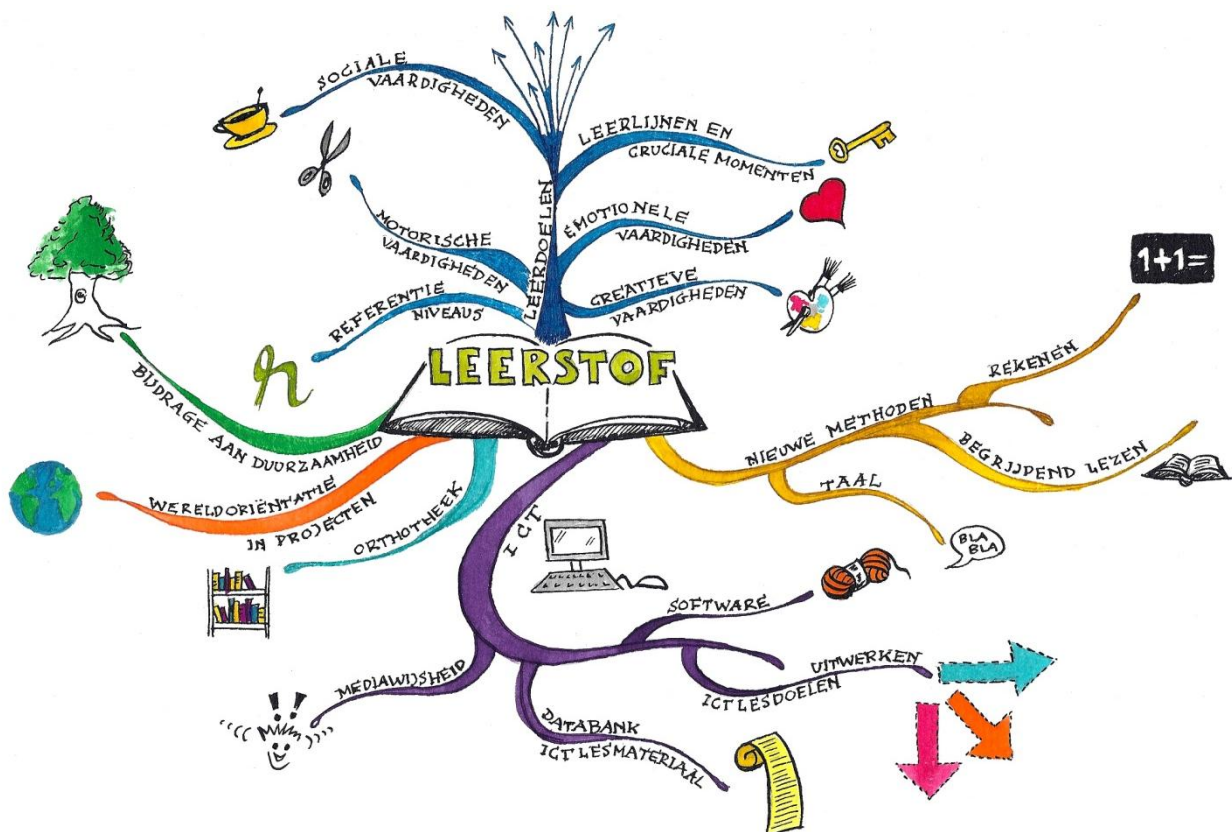 LEERSTOF
LEERDOELEN
SOCIALE
VAARDIGHEDEN
MOTORISCHE
VAARDIGHEDEN
REFERENTIE
NIVEAUS
LEERLIJNEN EN
CRUCIALE MOMENTEN
EMOTIONELE
VAARDIGHEDEN
CREATIEVE
VAARDIGHEDEN
NIEUWE METHODEN
REKENEN
1+1=
BEGRIJPEND LEZEN
TAAL
BLA
BLA
ICT
SOFTWARE
UITWERKEN
ICT LESDOELEN
DATABANK
ICT LESMATERIAAL
MEDIAWIJSHEID
!!
ORTHOTHEEK
WERELDORIËNTATIE
IN PROJECTEN
BIJDRAGE AAN DUURZAAMHEID
r